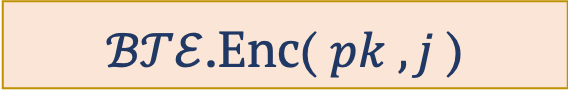 ℬ𝒯ℰ.Enc( 𝑝𝑘 , 𝑗 )